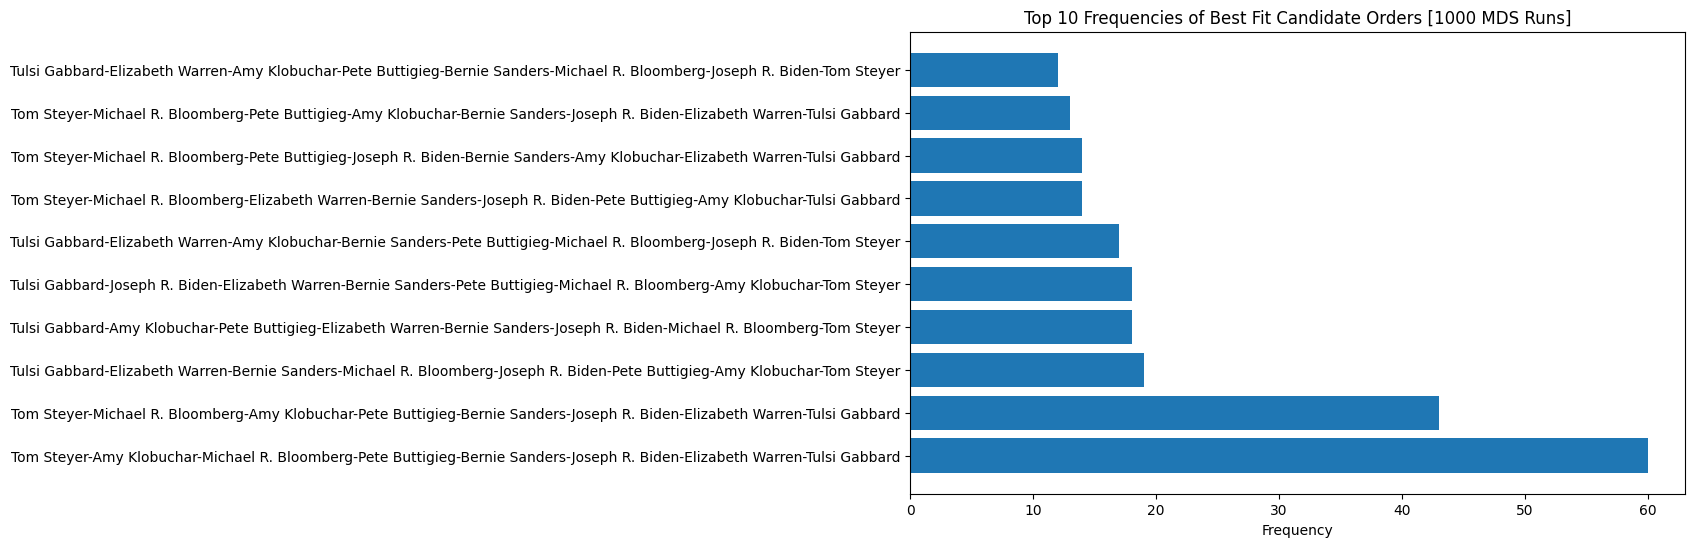 Top 10 Frequencies of Best Fit Candidate Orders [1000 MDS Runs]
Tulsi Gabbard-Elizabeth Warren-Amy Klobuchar-Pete Buttigieg-Bernie Sanders-Michael R. Bloomberg-Joseph R. Biden-Tom Steyer
Tom Steyer-Michael R. Bloomberg-Pete Buttigieg-Amy Klobuchar-Bernie Sanders-Joseph R. Biden-Elizabeth Warren-Tulsi Gabbard
Tom Steyer-Michael R. Bloomberg-Pete Buttigieg-Joseph R. Biden-Bernie Sanders-Amy Klobuchar-Elizabeth Warren-Tulsi Gabbard
Tom Steyer-Michael R. Bloomberg-Elizabeth Warren-Bernie Sanders-Joseph R. Biden-Pete Buttigieg-Amy Klobuchar-Tulsi Gabbard
Tulsi Gabbard-Elizabeth Warren-Amy Klobuchar-Bernie Sanders-Pete Buttigieg-Michael R. Bloomberg-Joseph R. Biden-Tom Steyer
Tulsi Gabbard-Joseph R. Biden-Elizabeth Warren-Bernie Sanders-Pete Buttigieg-Michael R. Bloomberg-Amy Klobuchar-Tom Steyer
Tulsi Gabbard-Amy Klobuchar-Pete Buttigieg-Elizabeth Warren-Bernie Sanders-Joseph R. Biden-Michael R. Bloomberg-Tom Steyer
Tulsi Gabbard-Elizabeth Warren-Bernie Sanders-Michael R. Bloomberg-Joseph R. Biden-Pete Buttigieg-Amy Klobuchar-Tom Steyer
Tom Steyer-Michael R. Bloomberg-Amy Klobuchar-Pete Buttigieg-Bernie Sanders-Joseph R. Biden-Elizabeth Warren-Tulsi Gabbard
Tom Steyer-Amy Klobuchar-Michael R. Bloomberg-Pete Buttigieg-Bernie Sanders-Joseph R. Biden-Elizabeth Warren-Tulsi Gabbard
0 10 20 30 40 50 60
Frequency